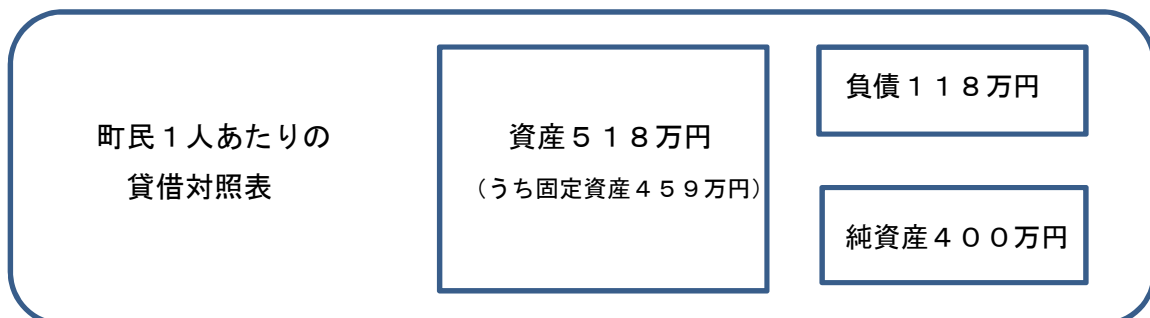 町民１人あたりの
貸借対照表
資産５１８万円
（うち固定資産４５９万円）
負債１１８万円
純資産４００万円